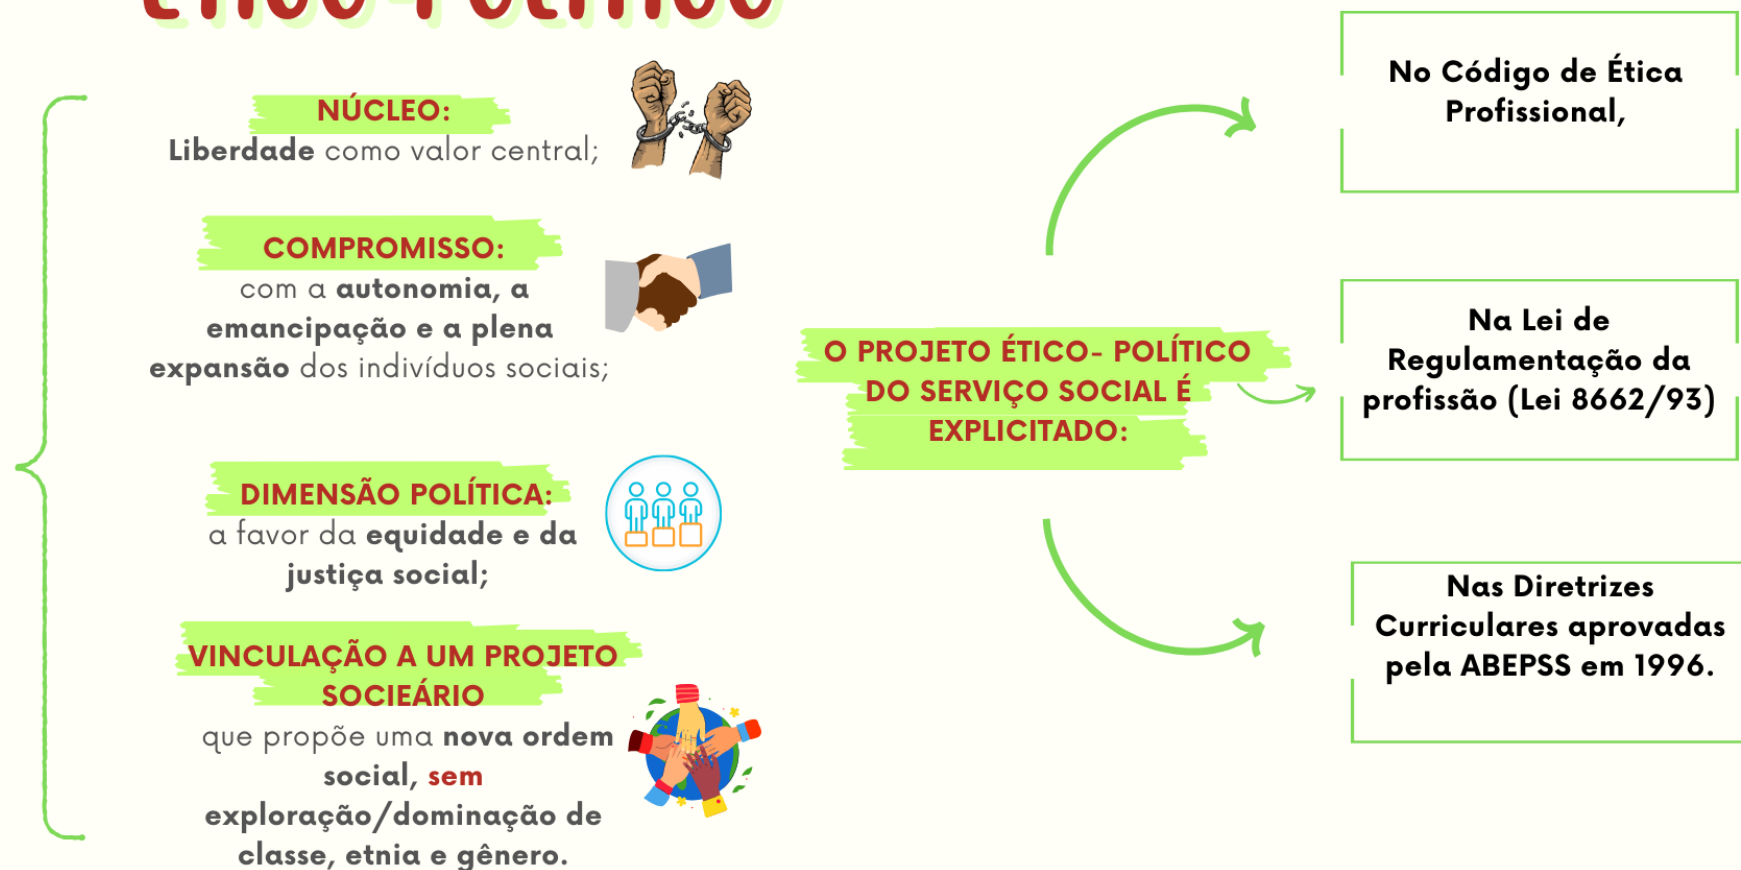 ÉTICO-POLÍTICO
NÚCLEO:
Liberdade como valor central;
COMPROMISSO:
com a autonomia, a
emancipação e a plena
expansão dos indivíduos sociais;
DIMENSÃO POLÍTICA:
a favor da equidade e da
justiça social;
VINCULAÇÃO A UM PROJETO
SOCIEÁRIO
que propõe uma nova ordem
social, sem
exploração/dominação de
classe, etnia e gênero.
O PROJETO ÉTICO- POLÍTICO
DO SERVIÇO SOCIAL É
EXPLICITADO:
No Código de Ética
Profissional,
Na Lei de
Regulamentação da
profissão (Lei 8662/93)
Nas Diretrizes
Curriculares aprovadas
pela ABEPSS em 1996.